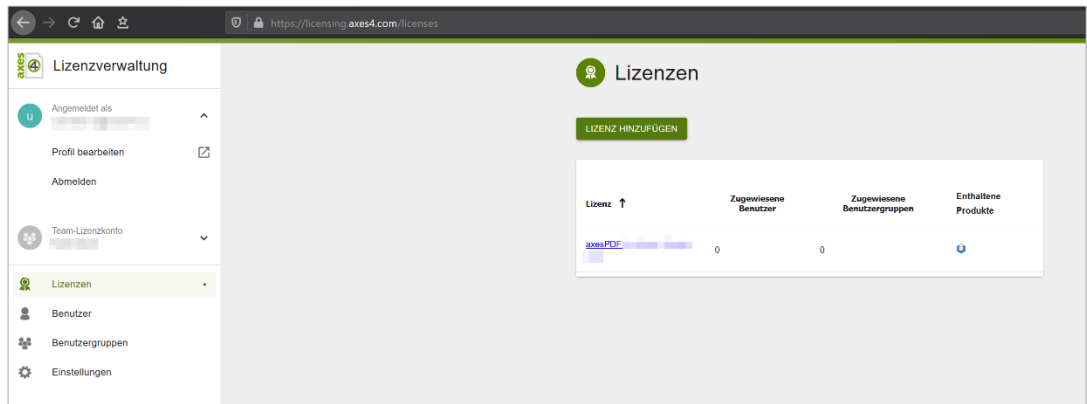 https://licensing.axes4.com/licenses
axes4
Lizenzverwaltung
u
Angemeldet als
Profil bearbeiten
Abmelden
Team-Lizenzkonto
Lizenzen
Benutzer
Benutzergruppen
Einstellungen
Lizenzen
LIZENZ HINZUFÜGEN
Lizenz ↑
Zugewiesene
Benutzer
Zugewiesene
Benutzergruppen
Enthaltene
Produkte
axesPDF
0
0